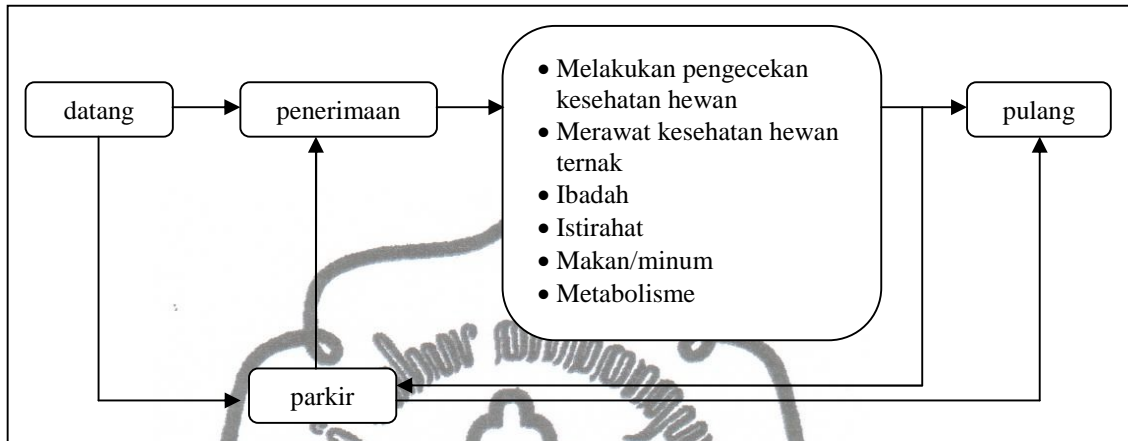 datang
penerimaan
• Melakukan pengecekan
kesehatan hewan
• Merawat kesehatan hewan
ternak
• Ibadah
• Istirahat
• Makan/minum
• Metabolisme
pulang
parkir